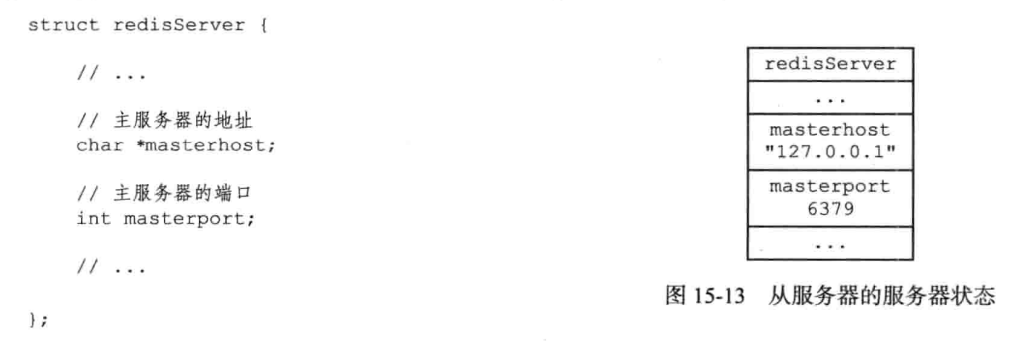 struct redisServer {
// ...
// 主服务器的地址
char *masterhost;
// 主服务器的端口
int masterport;
// ...
};
redisServer
...
masterhost
"127.0.0.1"
masterport
6379
...
图 15-13 从服务器的服务器状态